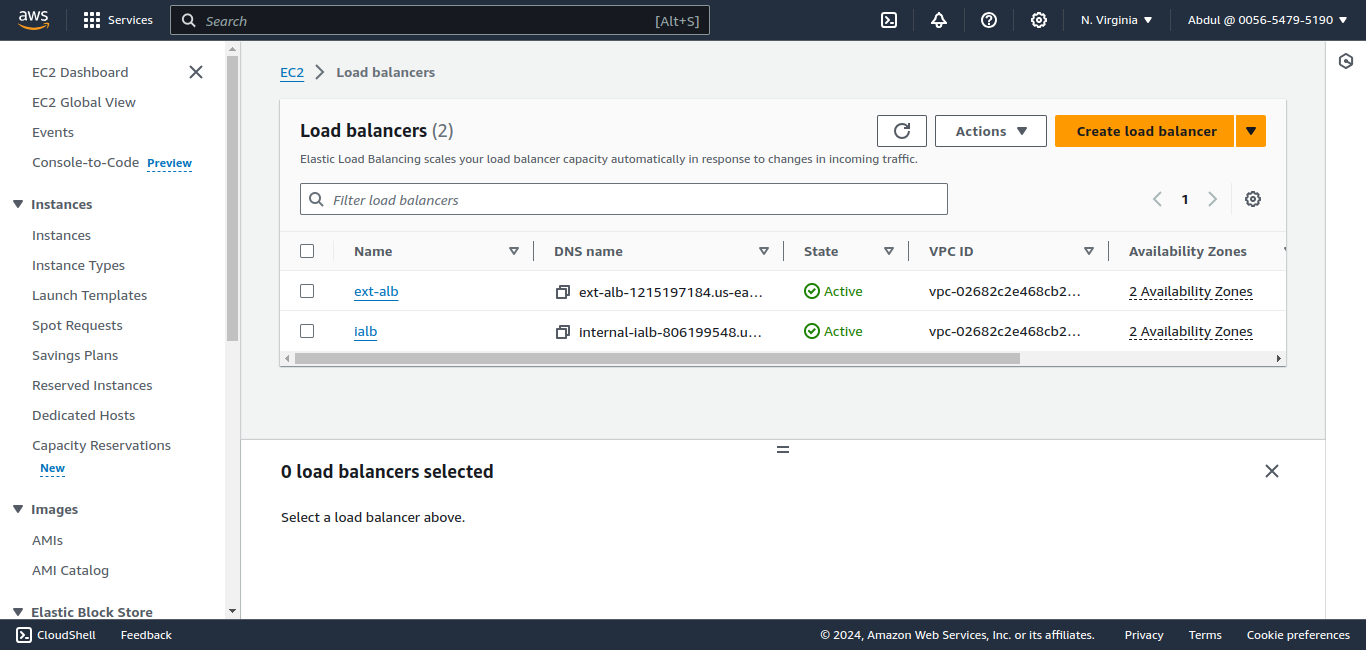 aws Services Search [Alt+S] N. Virginia Abdul @ 0056-5479-5190
EC2 Dashboard
EC2 Global View
Events
Console-to-Code Preview
Instances
Instances
Instance Types
Launch Templates
Spot Requests
Savings Plans
Reserved Instances
Dedicated Hosts
Capacity Reservations
New
Images
AMIs
AMI Catalog
Elastic Block Store
EC2 Load balancers
Load balancers (2) Actions Create load balancer
Elastic Load Balancing scales your load balancer capacity automatically in response to changes in incoming traffic.
Filter load balancers 1
Name DNS name State VPC ID Availability Zones
ext-alb ext-alb-1215197184.us-ea... Active vpc-02682c2e468cb2... 2 Availability Zones
ialb internal-ialb-806199548.u... Active vpc-02682c2e468cb2... 2 Availability Zones
0 load balancers selected
Select a load balancer above.
CloudShell Feedback © 2024, Amazon Web Services, Inc. or its affiliates. Privacy Terms Cookie preferences